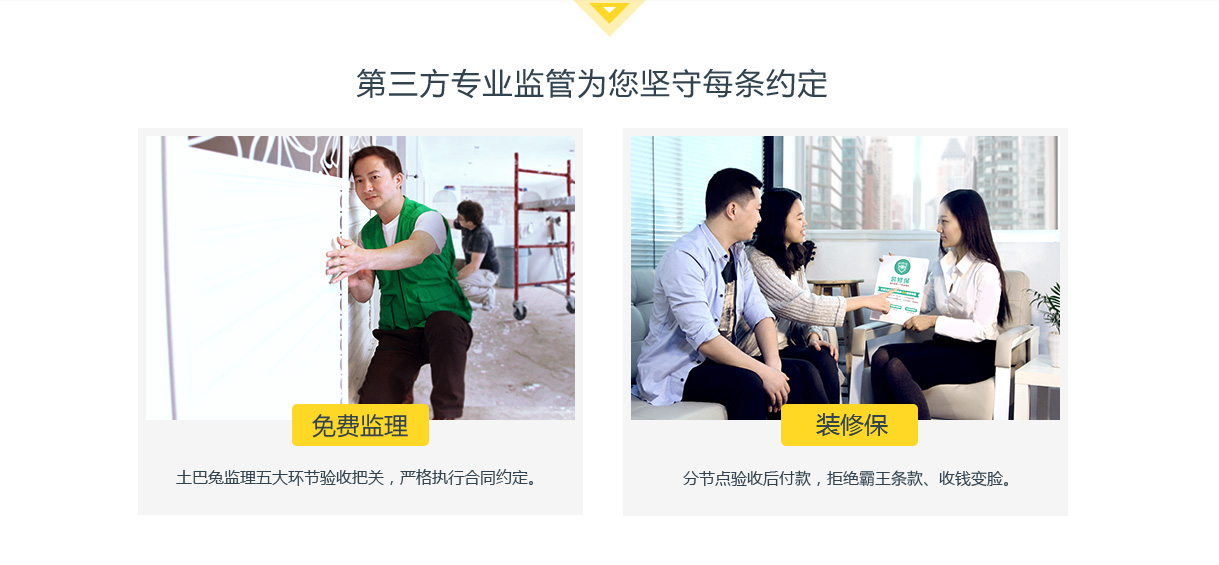 第三方专业监管为您坚守每条约定
装修保
免费监理
装修保
土巴兔监理五大环节验收把关，严格执行合同约定。
分节点验收后付款，拒绝霸王条款、收钱变脸。